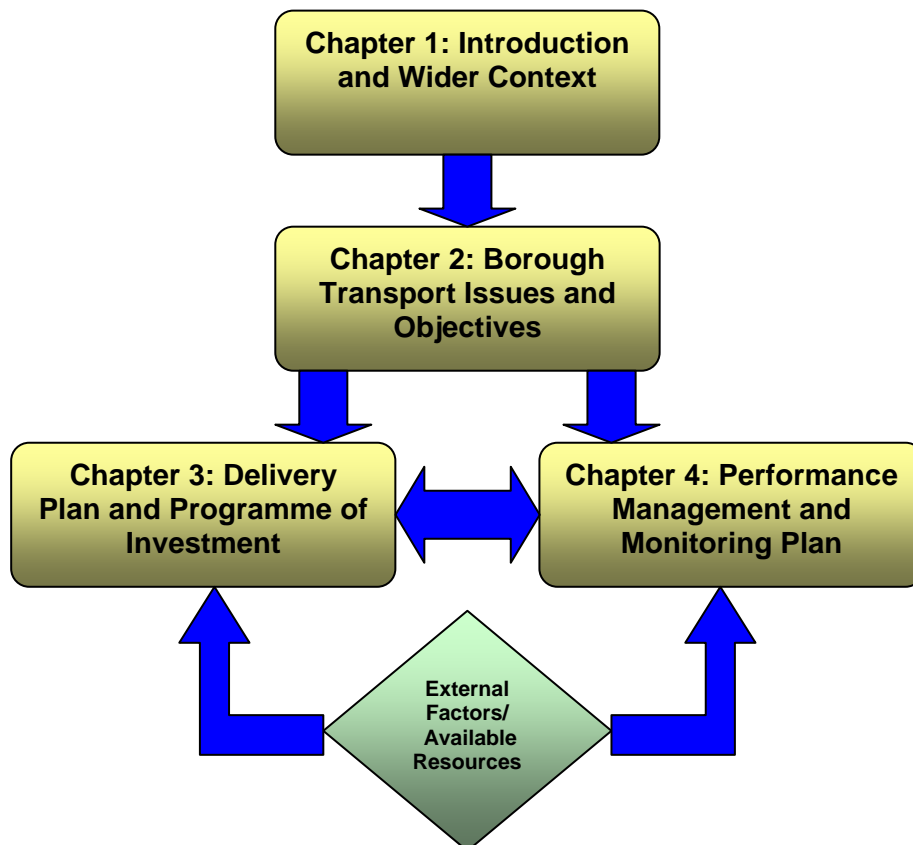 Chapter 1: Introduction
and Wider Context
Chapter 2: Borough
Transport Issues and
Objectives
Chapter 3: Delivery
Plan and Programme of
Investment
Chapter 4: Performance
Management and
Monitoring Plan
External
Factors/
Available
Resources